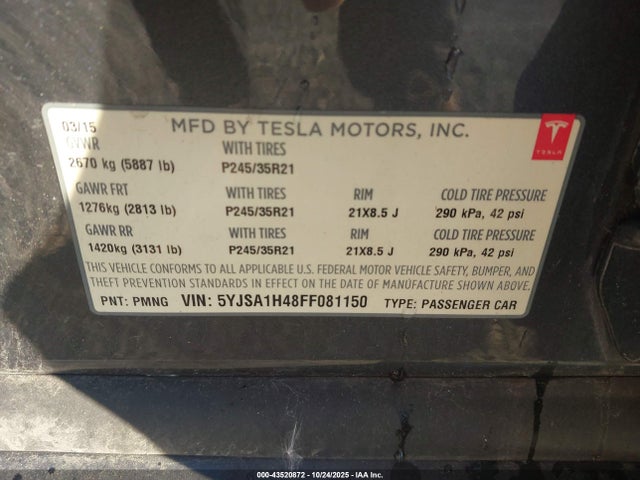 03/15 MFD BY TESLA MOTORS, INC.
GVWR WITH TIRES
2670 kg (5887 lb) P245/35R21
TESLA
GAWR FRT WITH TIRES RIM COLD TIRE PRESSURE
1276kg (2813 lb) P245/35R21 21X8.5 J 290 kPa, 42 psi
GAWR RR WITH TIRES RIM COLD TIRE PRESSURE
1420kg (3131 lb) P245/35R21 21X8.5 J 290 kPa, 42 psi
THIS VEHICLE CONFORMS TO ALL APPLICABLE U.S. FEDERAL MOTOR VEHICLE SAFETY, BUMPER, AND
THEFT PREVENTION STANDARDS IN EFFECT ON THE DATE OF MANUFACTURE SHOWN ABOVE.
PNT: PMNG VIN: 5YJSA1H48FF081150 TYPE: PASSENGER CAR
000-43520872 - 10/24/2025 - IAA Inc.